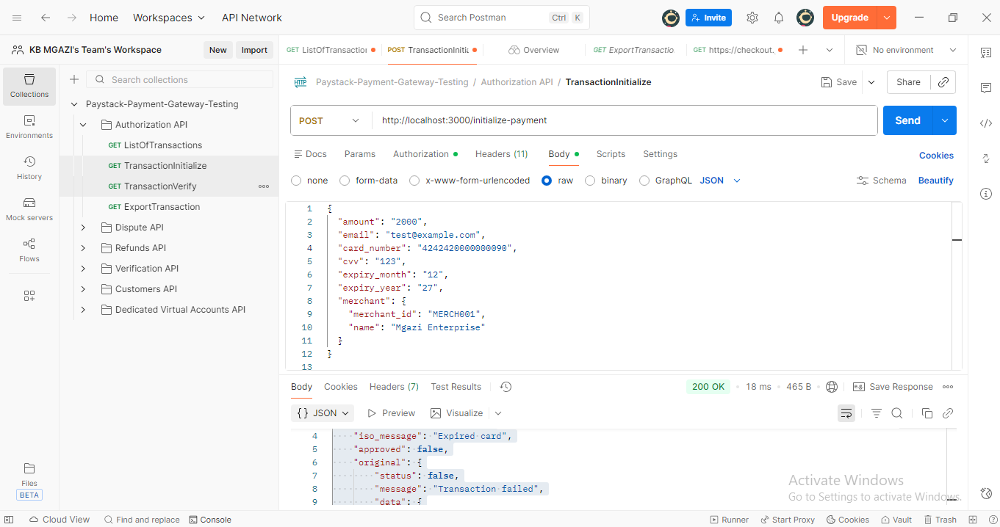 Home Workspaces API Network Search Postman Ctrl K Invite Upgrade
KB MGAZI's Team's Workspace New Import
GET ListOfTransaction POST TransactionInitia Overview GET ExportTransactio GET https://checkout. No environment
Collections
Environments
History
Mock servers
Flows
Files
BETA
Search collections
Paystack-Payment-Gateway-Testing
Authorization API
GET ListOfTransactions
GET TransactionInitialize
GET TransactionVerify
GET ExportTransaction
Dispute API
Refunds API
Verification API
Customers API
Dedicated Virtual Accounts API
HTTP Paystack-Payment-Gateway-Testing / Authorization API / TransactionInitialize Save Share
POST http://localhost:3000/initialize-payment Send
Docs Params Authorization Headers (11) Body Scripts Settings Cookies
none form-data x-www-form-urlencoded raw binary GraphQL JSON Schema Beautify
1 {
2 "amount": "2000",
3 "email": "test@example.com",
4 "card_number": "4242420000000090",
5 "cvv": "123",
6 "expiry_month": "12",
7 "expiry_year": "27",
8 "merchant": {
9 "merchant_id": "MERCH001",
10 "name": "Mgazi Enterprise"
11 }
12 }
13
Body Cookies Headers (7) Test Results 200 OK 18 ms 465 B e.g. Save Response
{} JSON Preview Visualize
4 "iso_message": "Expired card",
5 "approved": false,
6 "original": {
7 "status": false,
8 "message": "Transaction failed",
9 "data": {
Activate Windows
Go to Settings to activate Windows.
Cloud View Find and replace Console Runner Start Proxy Cookies Vault Trash